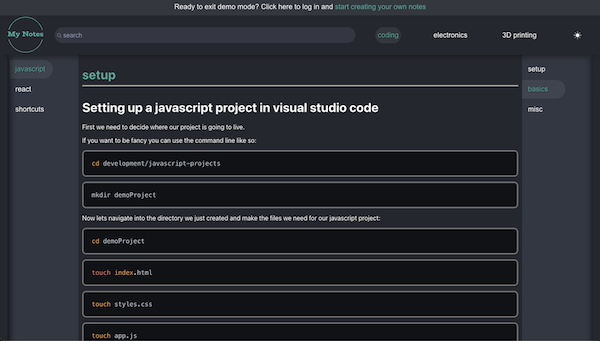 Ready to exit demo mode? Click here to log in and start creating your own notes
My Notes
search
coding
electronics
3D printing
javascript
react
shortcuts
setup
Setting up a javascript project in visual studio code
First we need to decide where our project is going to live.
If you want to be fancy you can use the command line like so:
cd development/javascript-projects
mkdir demoProject
Now lets navigate into the directory we just created and make the files we need for our javascript project:
cd demoProject
touch index.html
touch styles.css
touch app.js
setup
basics
misc